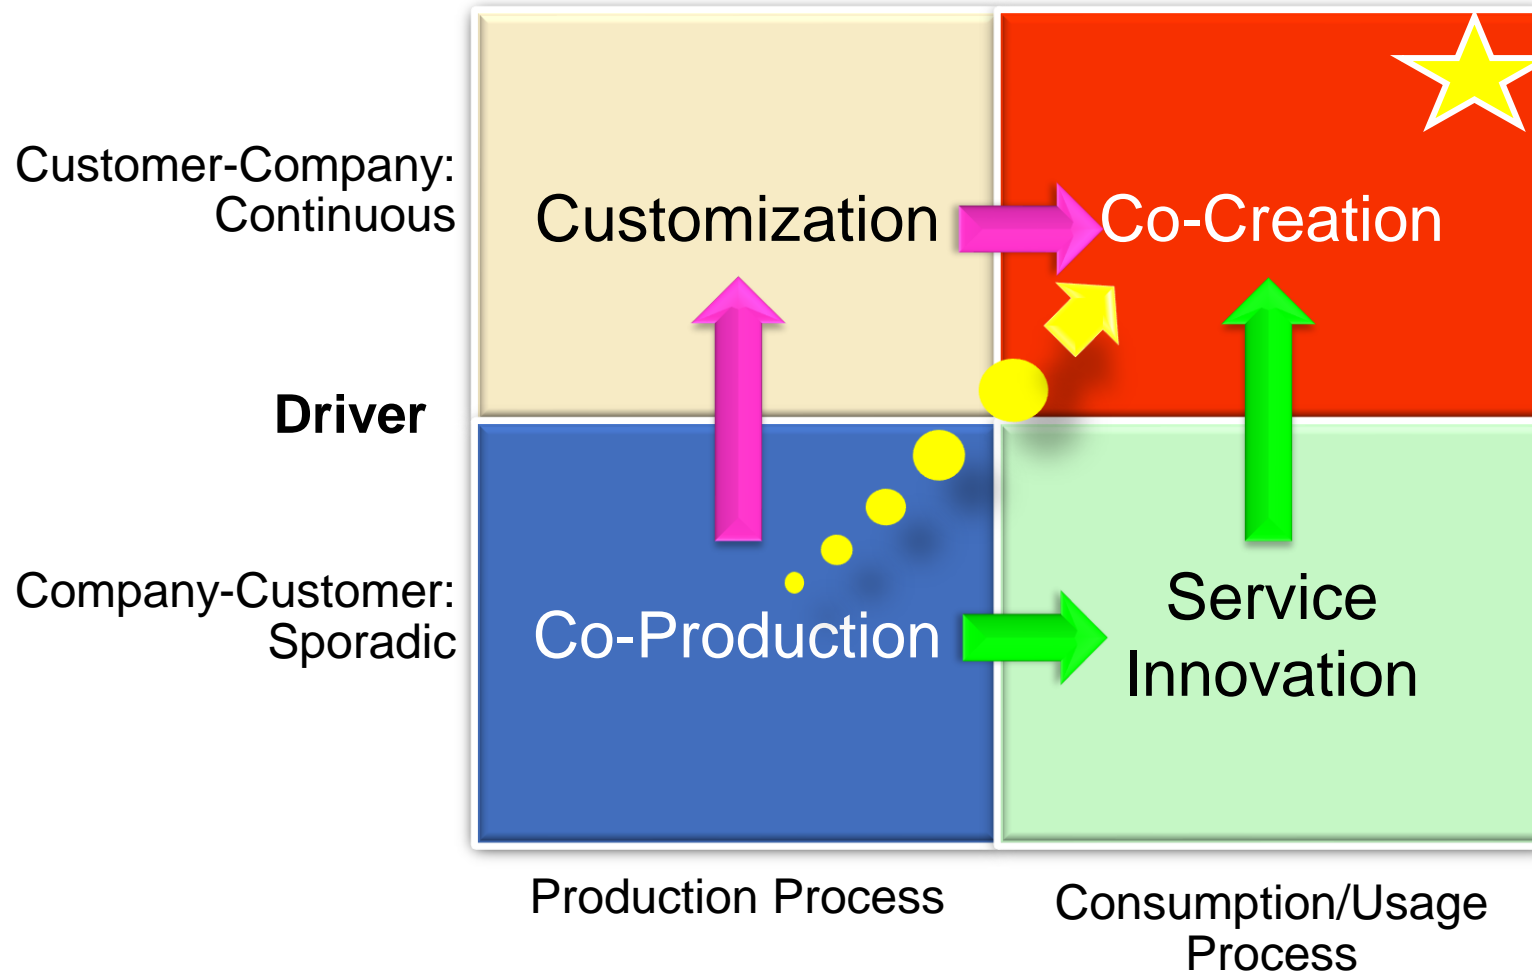 Customer-Company:
Continuous
Customization
Co-Creation
Driver
Company-Customer:
Sporadic
Co-Production
Service
Innovation
Production Process
Consumption/Usage
Process